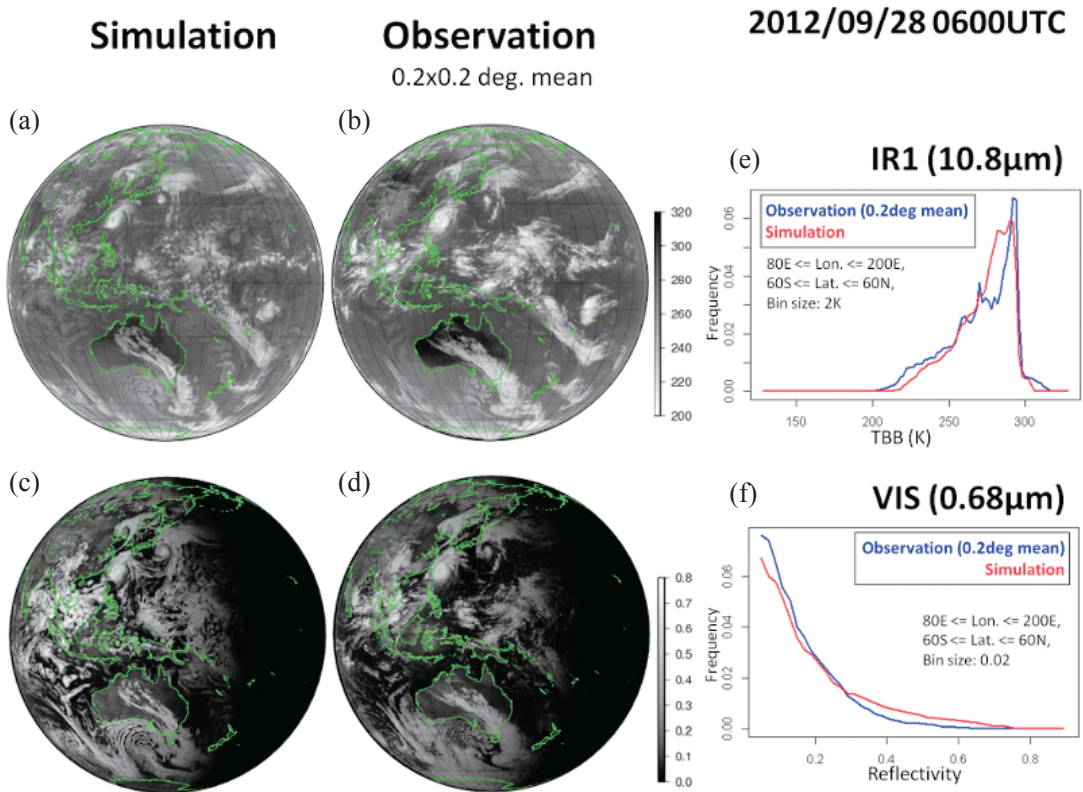 Simulation
Observation
0.2x0.2 deg. mean
2012/09/28 0600UTC
(a)
(b)
320
300
280
260
240
220
200
(e)
IR1 (10.8μm)
Observation (0.2deg mean)
Simulation
80E <= Lon. <= 200E,
60S <= Lat. <= 60N,
Bin size: 2K
Frequency
0.00
0.02
0.04
0.06
150
200
250
300
TBB (K)
(c)
(d)
0.8
0.7
0.6
0.5
0.4
0.3
0.2
0.1
0.0
(f)
VIS (0.68μm)
Observation (0.2deg mean)
Simulation
80E <= Lon. <= 200E,
60S <= Lat. <= 60N,
Bin size: 0.02
Frequency
0.00
0.02
0.04
0.06
0.2
0.4
0.6
0.8
Reflectivity